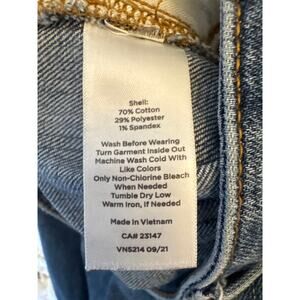 Shell:
70% Cotton
29% Polyester
1% Spandex
Wash Before Wearing
Turn Garment Inside Out
Machine Wash Cold With
Like Colors
Only Non-Chlorine Bleach
When Needed
Tumble Dry Low
Warm Iron, If Needed
Made in Vietnam
CA# 23147
VN5214 09/21